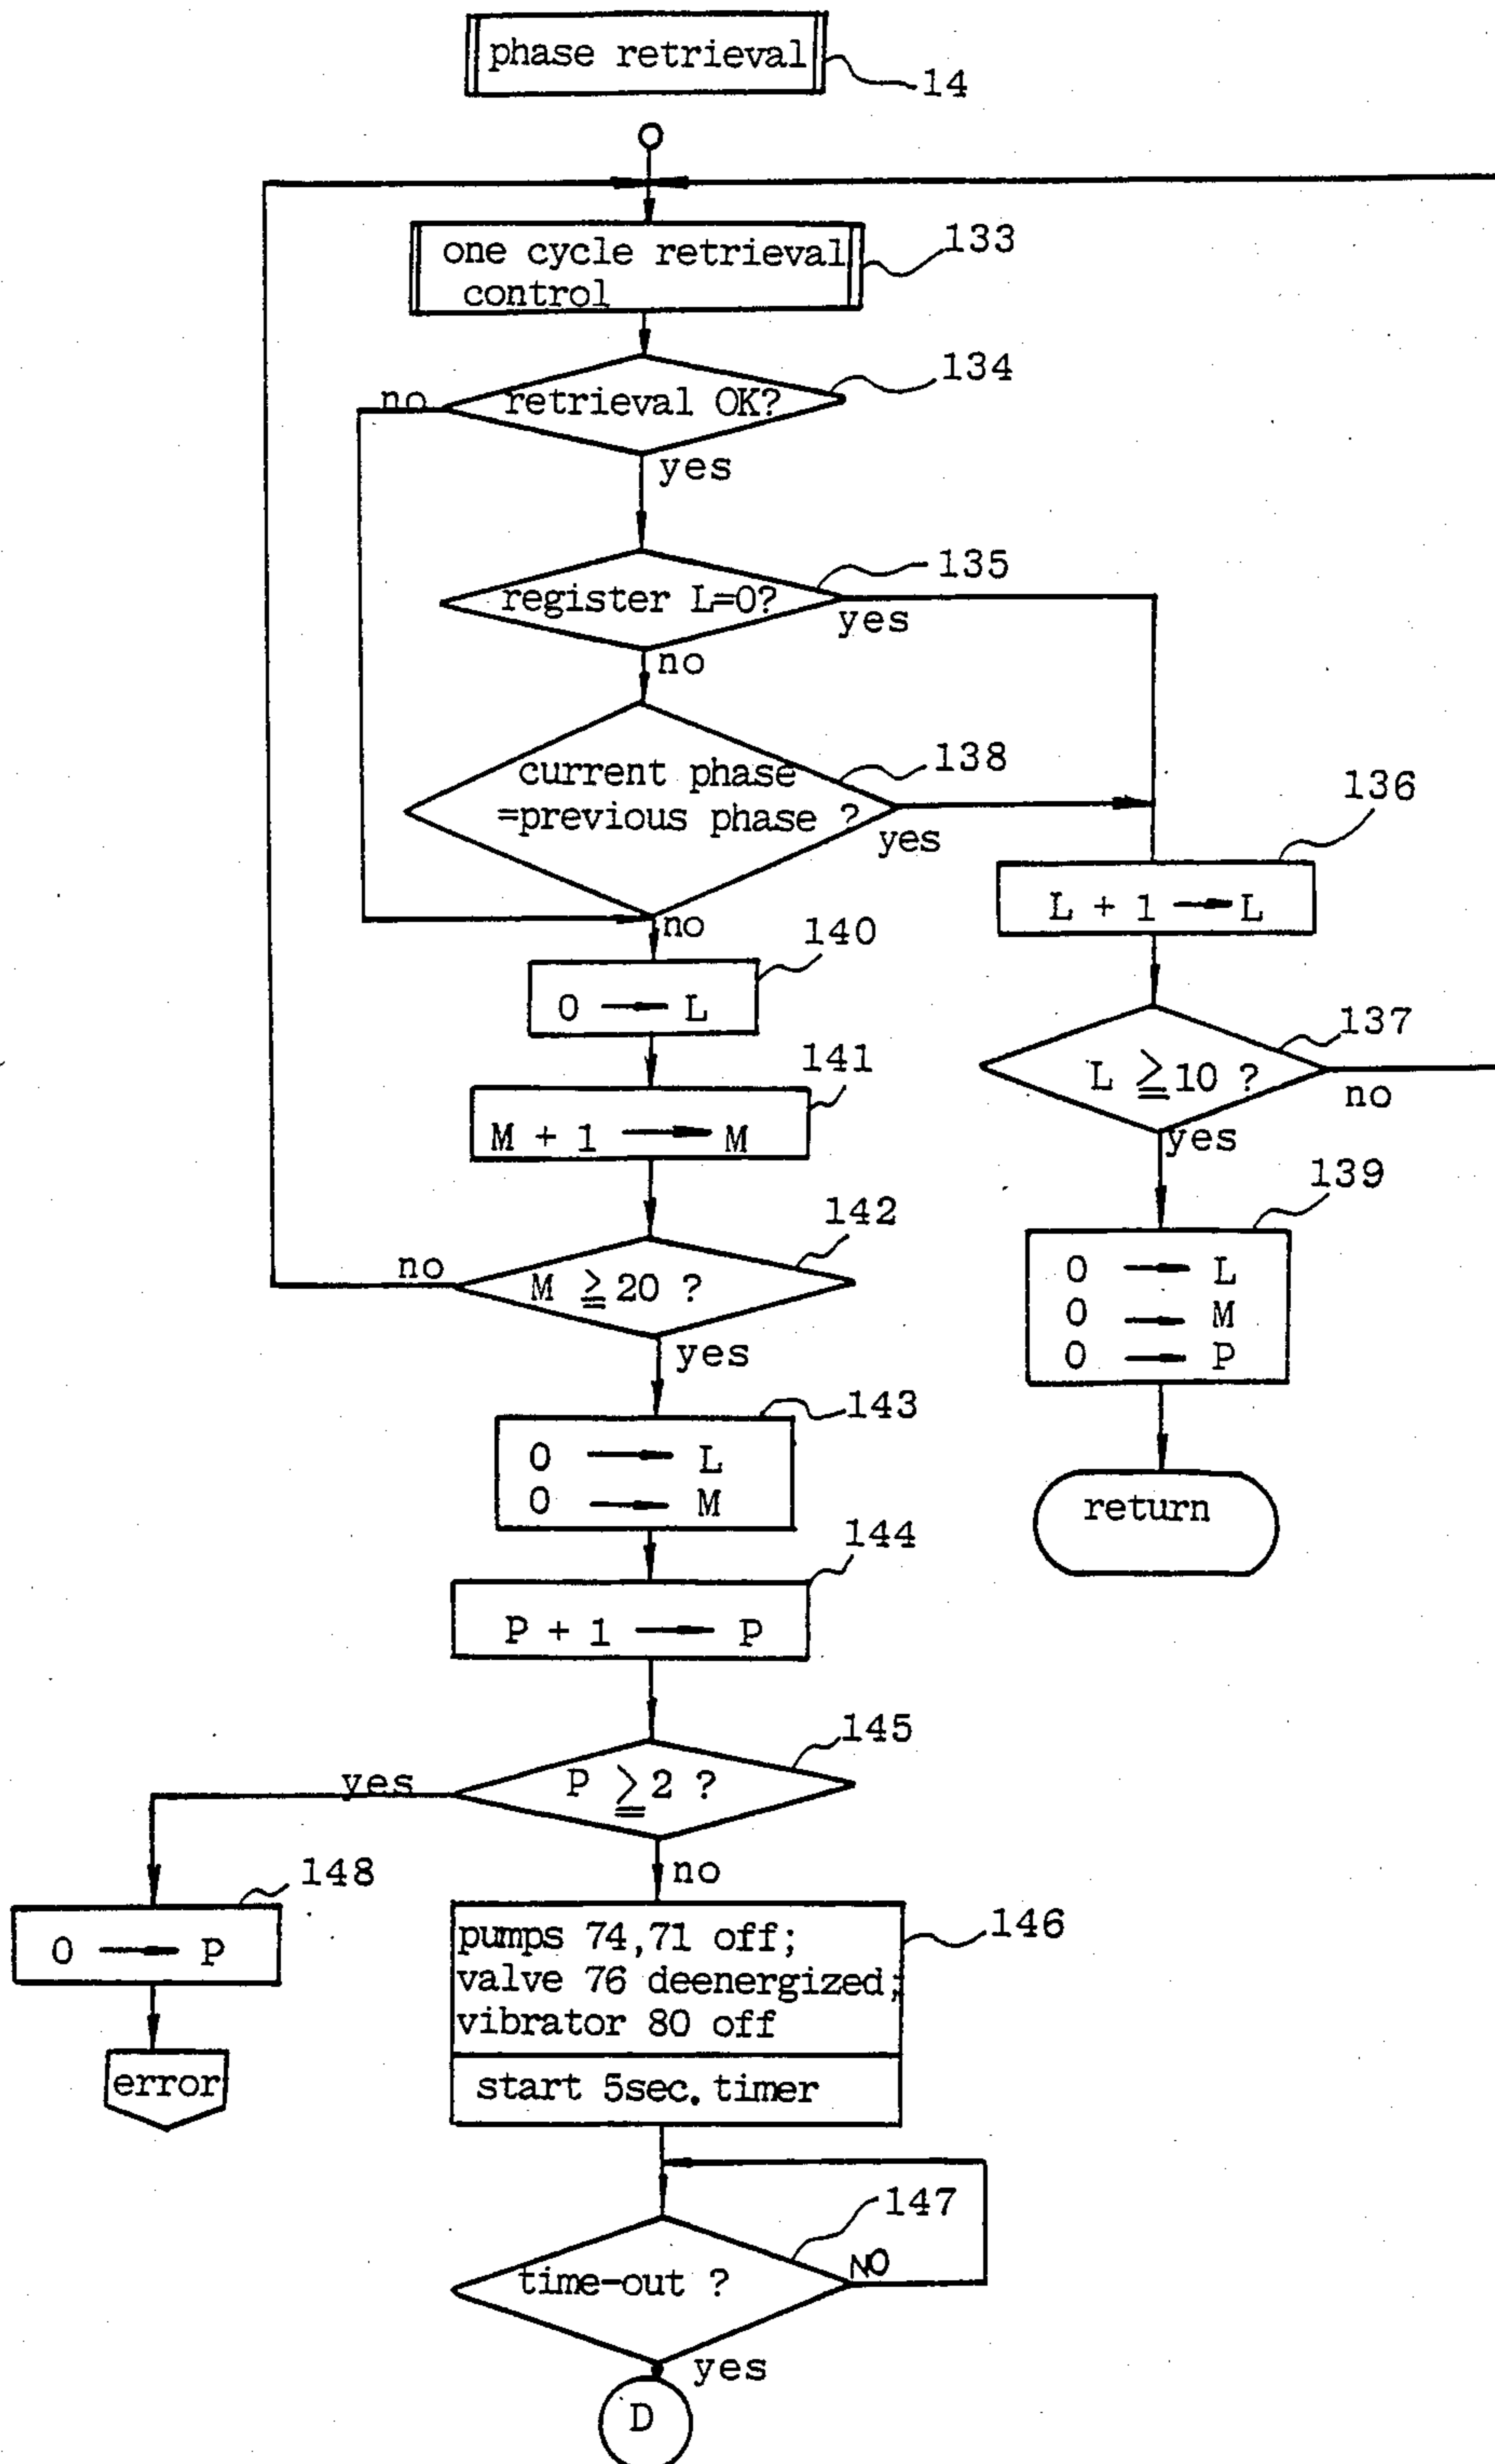 phase retrieval
14
one cycle retrieval
control
133
retrieval OK?
134
no
yes
register L=0?
135
yes
no
current phase
=previous phase ?
138
yes
no
136
L + 1 → L
140
0 → L
137
L ≧ 10 ?
no
yes
141
M + 1 → M
139
0 → L
0 → M
0 → P
142
M ≧ 20 ?
no
yes
143
0 → L
0 → M
return
144
P + 1 → P
145
P ≧ 2 ?
yes
no
148
0 → P
error
146
pumps 74,71 off;
valve 76 deenergized;
vibrator 80 off
start 5sec. timer
147
time-out ?
NO
yes
D